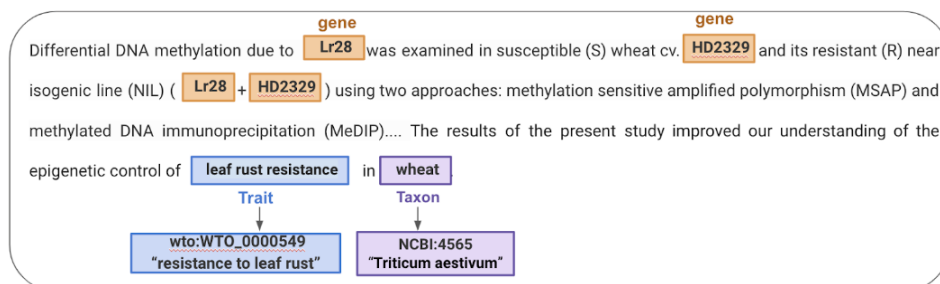 gene gene
Differential DNA methylation due to Lr28 was examined in susceptible (S) wheat cv. HD2329 and its resistant (R) near
isogenic line (NIL) ( Lr28 + HD2329 ) using two approaches: methylation sensitive amplified polymorphism (MSAP) and
methylated DNA immunoprecipitation (MeDIP).... The results of the present study improved our understanding of the
epigenetic control of leaf rust resistance in wheat.
Trait Taxon
wto:WTO_0000549 NCBI:4565
“resistance to leaf rust” “Triticum aestivum”